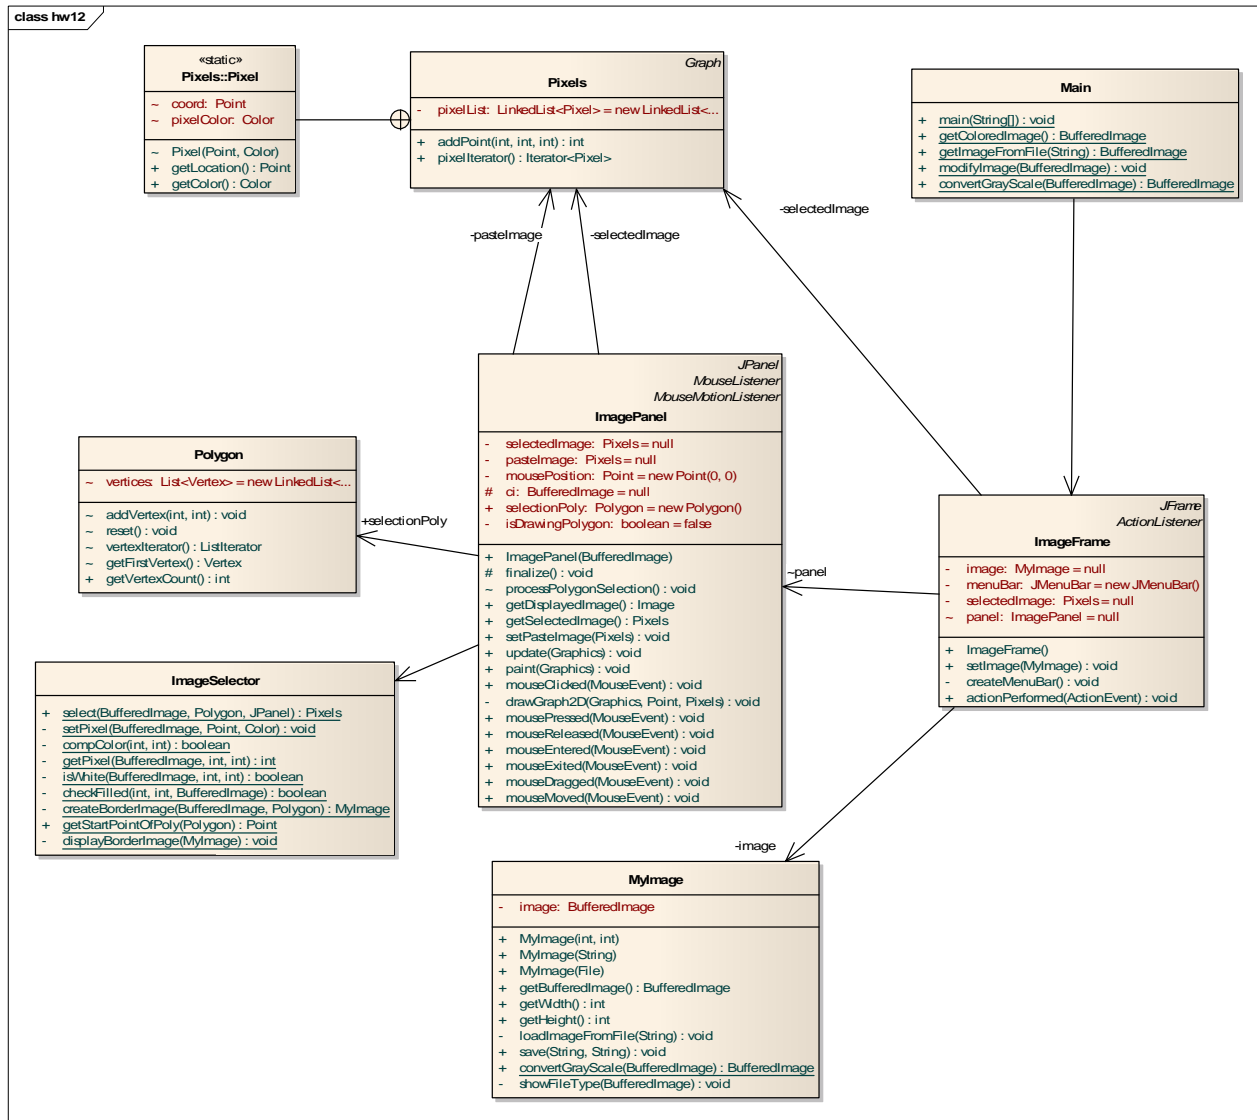 class hw12
«static»
Pixels::Pixel
~ coord: Point
~ pixelColor: Color
~ Pixel(Point, Color)
+ getLocation() : Point
+ getColor() : Color
Graph
Pixels
- pixelList: LinkedList<Pixel> = new LinkedList<...
+ addPoint(int, int, int) : int
+ pixelIterator() : Iterator<Pixel>
Main
+ main(String[]) : void
+ getColoredImage() : BufferedImage
+ getImageFromFile(String) : BufferedImage
+ modifyImage(BufferedImage) : void
+ convertGrayScale(BufferedImage) : BufferedImage
-selectedImage
-pasteImage
-selectedImage
JPanel
MouseListener
MouseMotionListener
ImagePanel
- selectedImage: Pixels = null
- pasteImage: Pixels = null
- mousePosition: Point = new Point(0, 0)
# ci: BufferedImage = null
+ selectionPoly: Polygon = new Polygon()
- isDrawingPolygon: boolean = false
+ ImagePanel(BufferedImage)
# finalize() : void
~ processPolygonSelection() : void
+ getDisplayedImage() : Image
+ getSelectedImage() : Pixels
+ setPasteImage(Pixels) : void
+ update(Graphics) : void
+ paint(Graphics) : void
+ mouseClicked(MouseEvent) : void
- drawGraph2D(Graphics, Point, Pixels) : void
+ mousePressed(MouseEvent) : void
+ mouseReleased(MouseEvent) : void
+ mouseEntered(MouseEvent) : void
+ mouseExited(MouseEvent) : void
+ mouseDragged(MouseEvent) : void
+ mouseMoved(MouseEvent) : void
Polygon
~ vertices: List<Vertex> = new LinkedList<...
~ addVertex(int, int) : void
~ reset() : void
~ vertexIterator() : ListIterator
~ getFirstVertex() : Vertex
+ getVertexCount() : int
+selectionPoly
~panel
JFrame
ActionListener
ImageFrame
- image: MyImage = null
- menuBar: JMenuBar = new JMenuBar()
- selectedImage: Pixels = null
~ panel: ImagePanel = null
+ ImageFrame()
+ setImage(MyImage) : void
- createMenuBar() : void
+ actionPerformed(ActionEvent) : void
ImageSelector
+ select(BufferedImage, Polygon, JPanel) : Pixels
- setPixel(BufferedImage, Point, Color) : void
- compColor(int, int) : boolean
- getPixel(BufferedImage, int, int) : int
- isWhite(BufferedImage, int, int) : boolean
- checkFilled(int, int, BufferedImage) : boolean
- createBorderImage(BufferedImage, Polygon) : MyImage
+ getStartPointOfPoly(Polygon) : Point
- displayBorderImage(MyImage) : void
-image
MyImage
- image: BufferedImage
+ MyImage(int, int)
+ MyImage(String)
+ MyImage(File)
+ getBufferedImage() : BufferedImage
+ getWidth() : int
+ getHeight() : int
- loadImageFromFile(String) : void
+ save(String, String) : void
+ convertGrayScale(BufferedImage) : BufferedImage
- showFileType(BufferedImage) : void